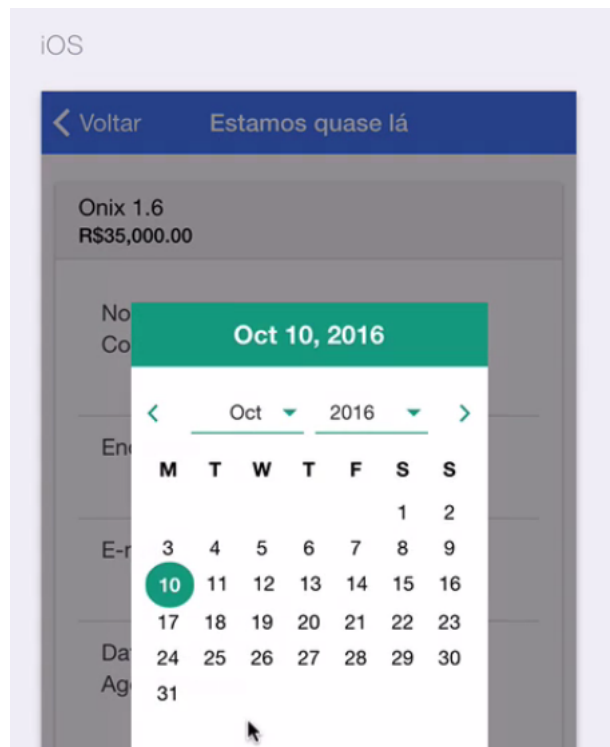 iOS
Voltar Estamos quase lá
Onix 1.6
R$35,000.00
No
Co
Oct 10, 2016
Oct 2016
End
M T W T F S S
1 2
E-r 3 4 5 6 7 8 9
10 11 12 13 14 15 16
17 18 19 20 21 22 23
Da 24 25 26 27 28 29 30
Ag 31